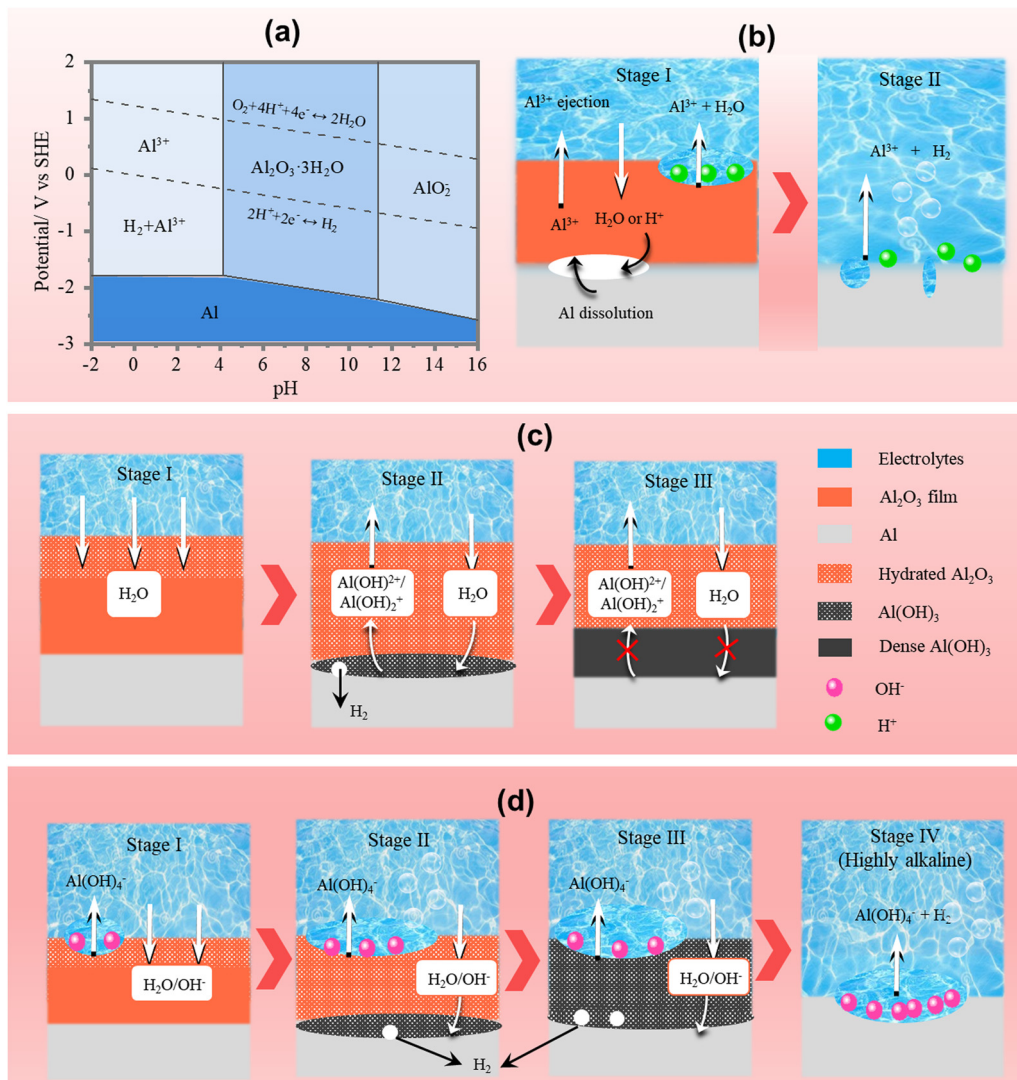 (a)
Potential/ V vs SHE
2
1
0
-1
-2
-3
O₂+4H⁺+4e⁻↔ 2H₂O
Al³⁺
Al₂O₃·3H₂O
AlO₂⁻
H₂+Al³⁺
2H⁺+2e⁻↔ H₂
Al
-2 0 2 4 6 8 10 12 14 16
pH
(b)
Stage I
Al³⁺ ejection
Al³⁺ + H₂O
Al³⁺
H₂O or H⁺
Al dissolution
Stage II
Al³⁺ + H₂
(c)
Stage I
H₂O
Stage II
Al(OH)²⁺/
Al(OH)₂⁺
H₂O
H₂
Stage III
Al(OH)²⁺/
Al(OH)₂⁺
H₂O
Electrolytes
Al₂O₃ film
Al
Hydrated Al₂O₃
Al(OH)₃
Dense Al(OH)₃
OH⁻
H⁺
(d)
Stage I
Al(OH)₄⁻
H₂O/OH⁻
Stage II
Al(OH)₄⁻
H₂O/OH⁻
Stage III
Al(OH)₄⁻
H₂O/OH⁻
H₂
Stage IV
(Highly alkaline)
Al(OH)₄⁻ + H₂